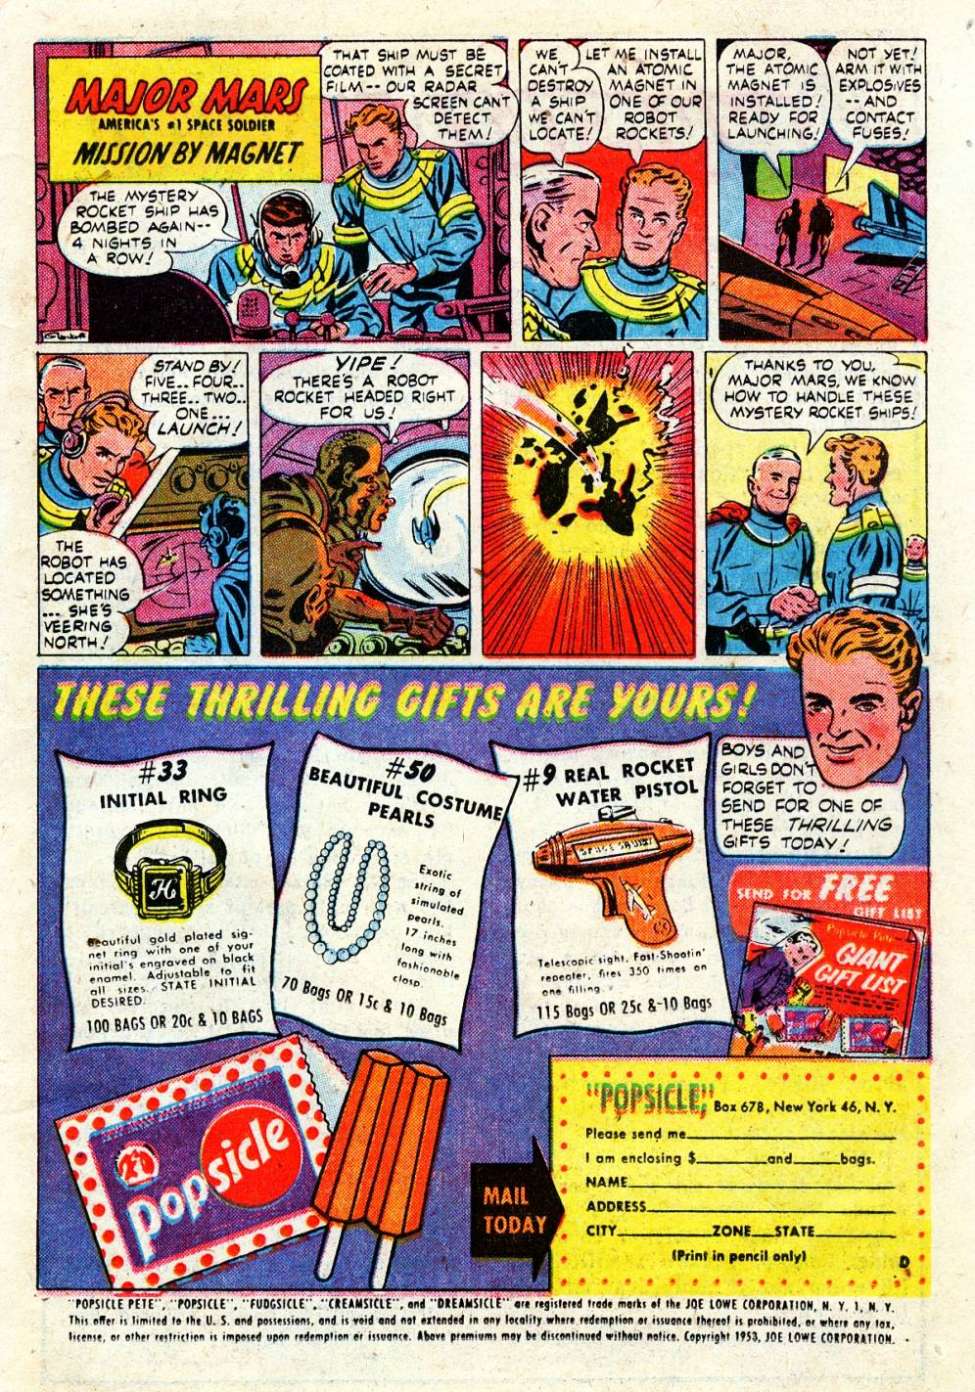 MAJOR MARS
AMERICA'S #1 SPACE SOLDIER
MISSION BY MAGNET
THE MYSTERY
ROCKET SHIP HAS
BOMBED AGAIN--
4 NIGHTS IN
A ROW!
THAT SHIP MUST BE
COATED WITH A SECRET
FILM-- OUR RADAR
SCREEN CAN'T
DETECT
THEM!
WE
CAN'T
DESTROY
A SHIP
WE CAN'T
LOCATE!
LET ME INSTALL
AN ATOMIC
MAGNET IN
ONE OF OUR
ROBOT
ROCKETS!
MAJOR,
THE ATOMIC
MAGNET IS
INSTALLED!
READY FOR
LAUNCHING!
NOT YET!
ARM IT WITH
EXPLOSIVES
-- AND
CONTACT
FUSES!
STAND BY!
FIVE.. FOUR..
THREE.. TWO..
ONE...
LAUNCH!
THE
ROBOT HAS
LOCATED
SOMETHING
... SHE'S
VEERING
NORTH!
YIPE!
THERE'S A ROBOT
ROCKET HEADED RIGHT
FOR US!
THANKS TO YOU,
MAJOR MARS, WE KNOW
HOW TO HANDLE THESE
MYSTERY ROCKET SHIPS!
THESE THRILLING GIFTS ARE YOURS!
#33
INITIAL RING
H
Beautiful gold plated sig-
net ring with one of your
initial's engraved on black
enamel. Adjustable to fit
all sizes. STATE INITIAL
DESIRED.
100 BAGS OR 20c & 10 BAGS
#50
BEAUTIFUL COSTUME
PEARLS
Exotic
string of
simulated
pearls.
17 inches
long with
fashionable
clasp.
70 Bags OR 15c & 10 Bags
#9 REAL ROCKET
WATER PISTOL
Telescopic sight. Fast-Shootin'
repeater, fires 350 times on
one filling.
115 Bags OR 25c & 10 Bags
BOYS AND
GIRLS DON'T
FORGET TO
SEND FOR ONE OF
THESE THRILLING
GIFTS TODAY!
SEND FOR FREE
GIFT LIST
Popsicle Pete
GIANT
GIFT LIST
Popsicle
MAIL
TODAY
"POPSICLE," Box 678, New York 46, N. Y.
Please send me
I am enclosing $ and bags.
NAME
ADDRESS
CITY ZONE STATE
(Print in pencil only)
D
"POPSICLE PETE", "POPSICLE", "FUDGSICLE", "CREAMSICLE", and "DREAMSICLE" are registered trade marks of the JOE LOWE CORPORATION, N. Y. 1, N. Y.
This offer is limited to the U. S. and possessions, and is void and not extended in any locality where redemption or issuance thereof is prohibited, or where any tax,
license, or other restriction is imposed upon redemption or issuance. Above premiums may be discontinued without notice. Copyright 1953, JOE LOWE CORPORATION.